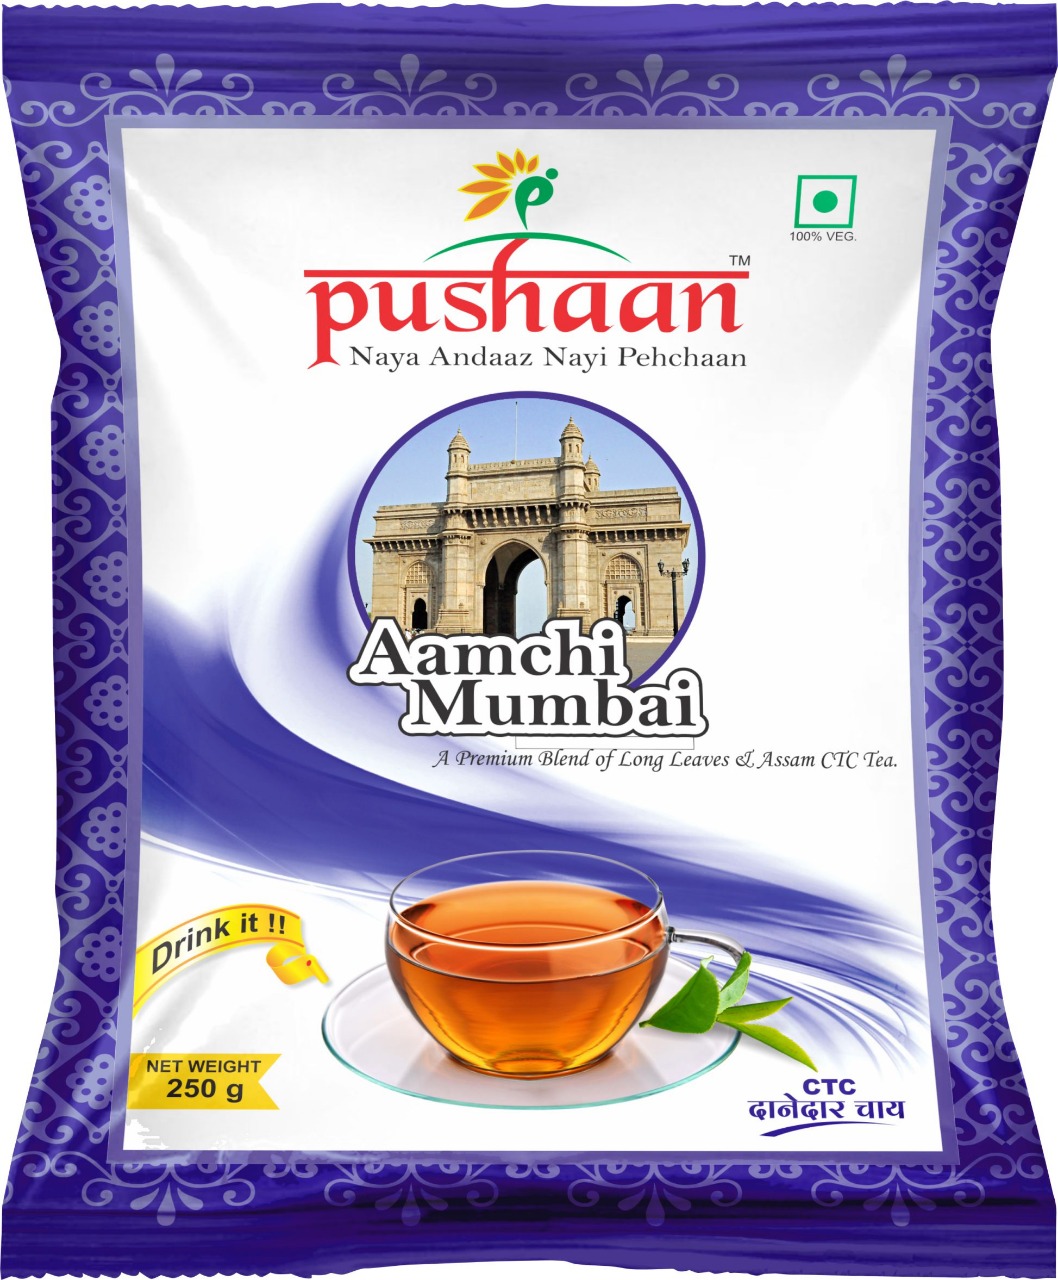 100% VEG.
pushaan TM
Naya Andaaz Nayi Pehchaan
Aamchi
Mumbai
A Premium Blend of Long Leaves & Assam CTC Tea.
Drink it !!
NET WEIGHT
250 g
CTC
दानेदार चाय